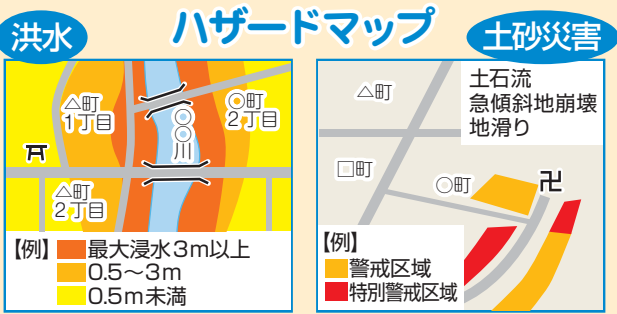 ハザードマップ
洪水
△町
1丁目
○町
2丁目
○○川
△町
2丁目
【例】
最大浸水3m以上
0.5〜3m
0.5m未満
土砂災害
土石流
急傾斜地崩壊
地滑り
△町
□町
○町
卍
【例】
警戒区域
特別警戒区域